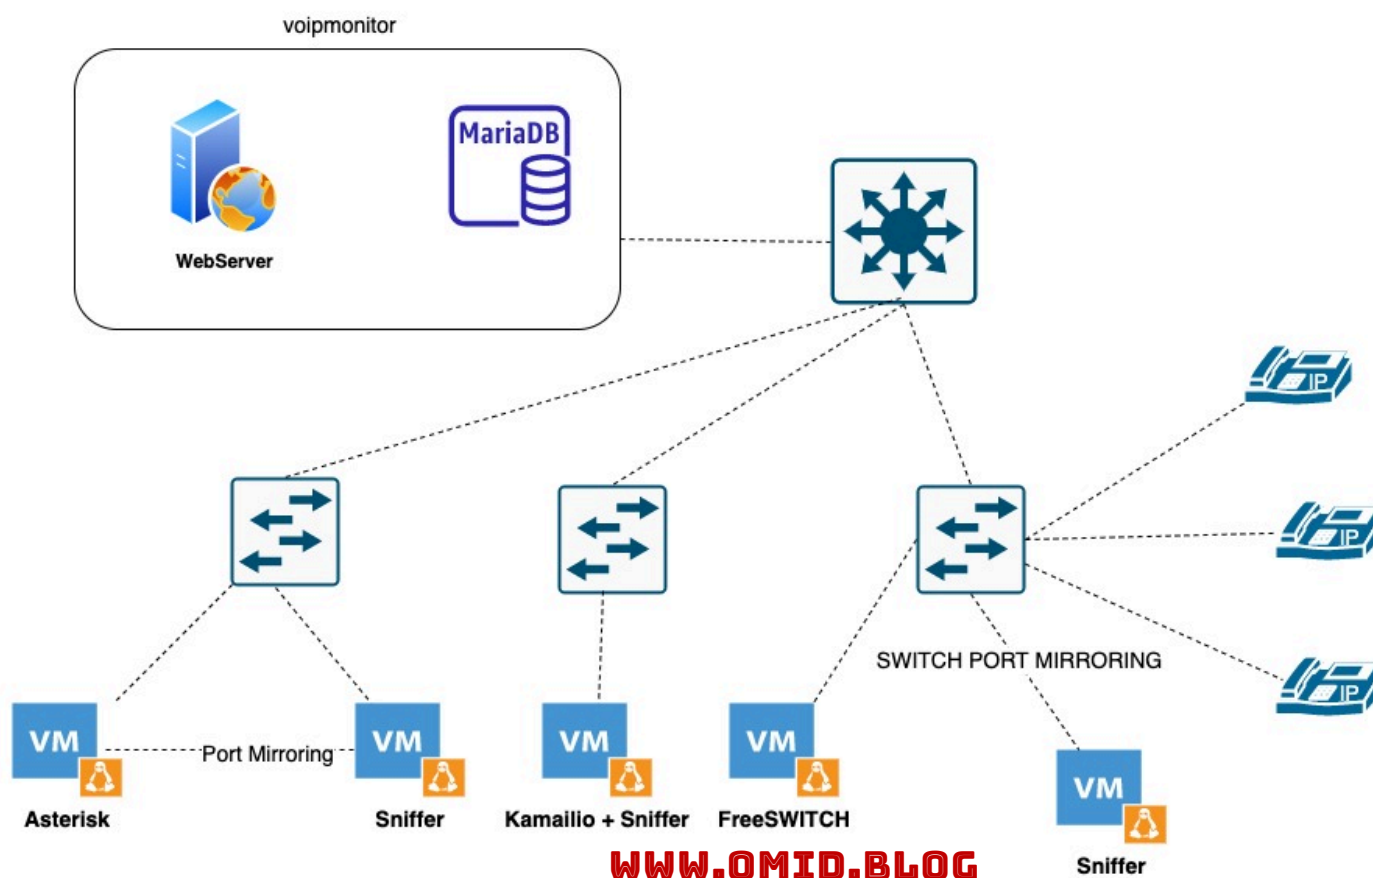 voipmonitor
MariaDB
WebServer
IP
IP
IP
SWITCH PORT MIRRORING
VM
Port Mirroring
VM
VM
VM
VM
Asterisk
Sniffer
Kamailio + Sniffer
FreeSWITCH
Sniffer
WWW.OMID.BLOG